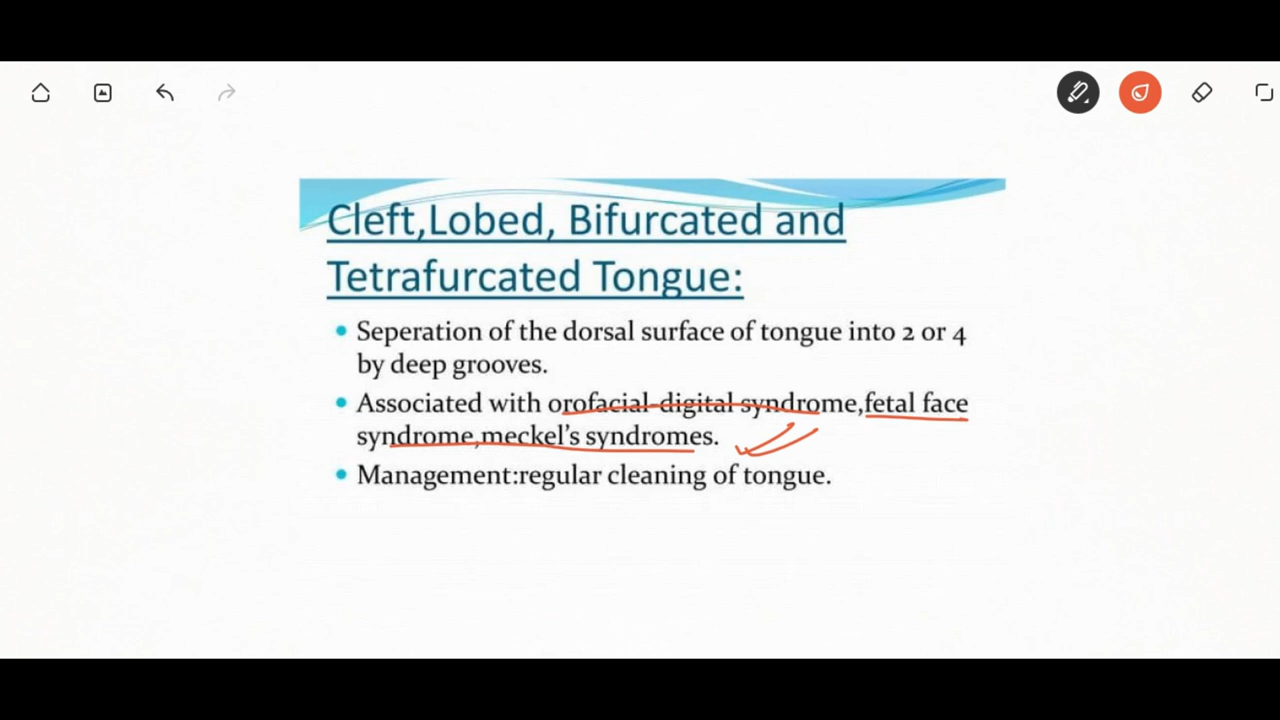 Cleft,Lobed, Bifurcated and
Tetrafurcated Tongue:
• Seperation of the dorsal surface of tongue into 2 or 4
by deep grooves.
• Associated with orofacial-digital syndrome,fetal face
syndrome,meckel's syndromes.
• Management:regular cleaning of tongue.